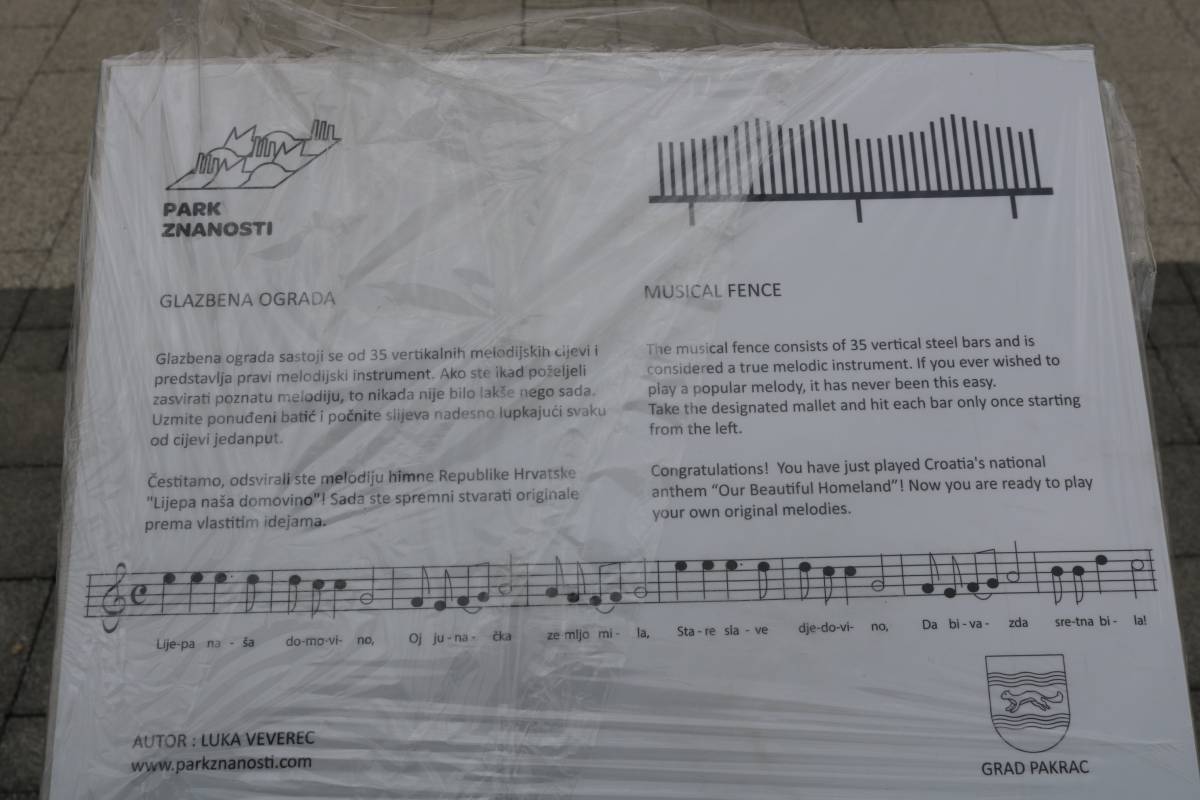 PARK
ZNANOSTI
GLAZBENA OGRADA
Glazbena ograda sastoji se od 35 vertikalnih melodijskih cijevi i
predstavlja pravi melodijski instrument. Ako ste ikad poželjeli
zasvirati poznatu melodiju, to nikada nije bilo lakše nego sada.
Uzmite ponuđeni batić i počnite slijeva nadesno lupkajući svaku
od cijevi jedanput.
Čestitamo, odsvirali ste melodiju himne Republike Hrvatske
"Lijepa naša domovino"! Sada ste spremni stvarati originale
prema vlastitim idejama.
MUSICAL FENCE
The musical fence consists of 35 vertical steel bars and is
considered a true melodic instrument. If you ever wished to
play a popular melody, it has never been this easy.
Take the designated mallet and hit each bar only once starting
from the left.
Congratulations! You have just played Croatia's national
anthem “Our Beautiful Homeland”! Now you are ready to play
your own original melodies.
Lije-pa na - ša do-mo-vi- no, Oj ju-na- čka ze-mljo mi - la, Sta-re sla - ve dje-do-vi- no, Da bi-va- zda sre-tna bi - la!
AUTOR : LUKA VEVEREC
www.parkznanosti.com
GRAD PAKRAC